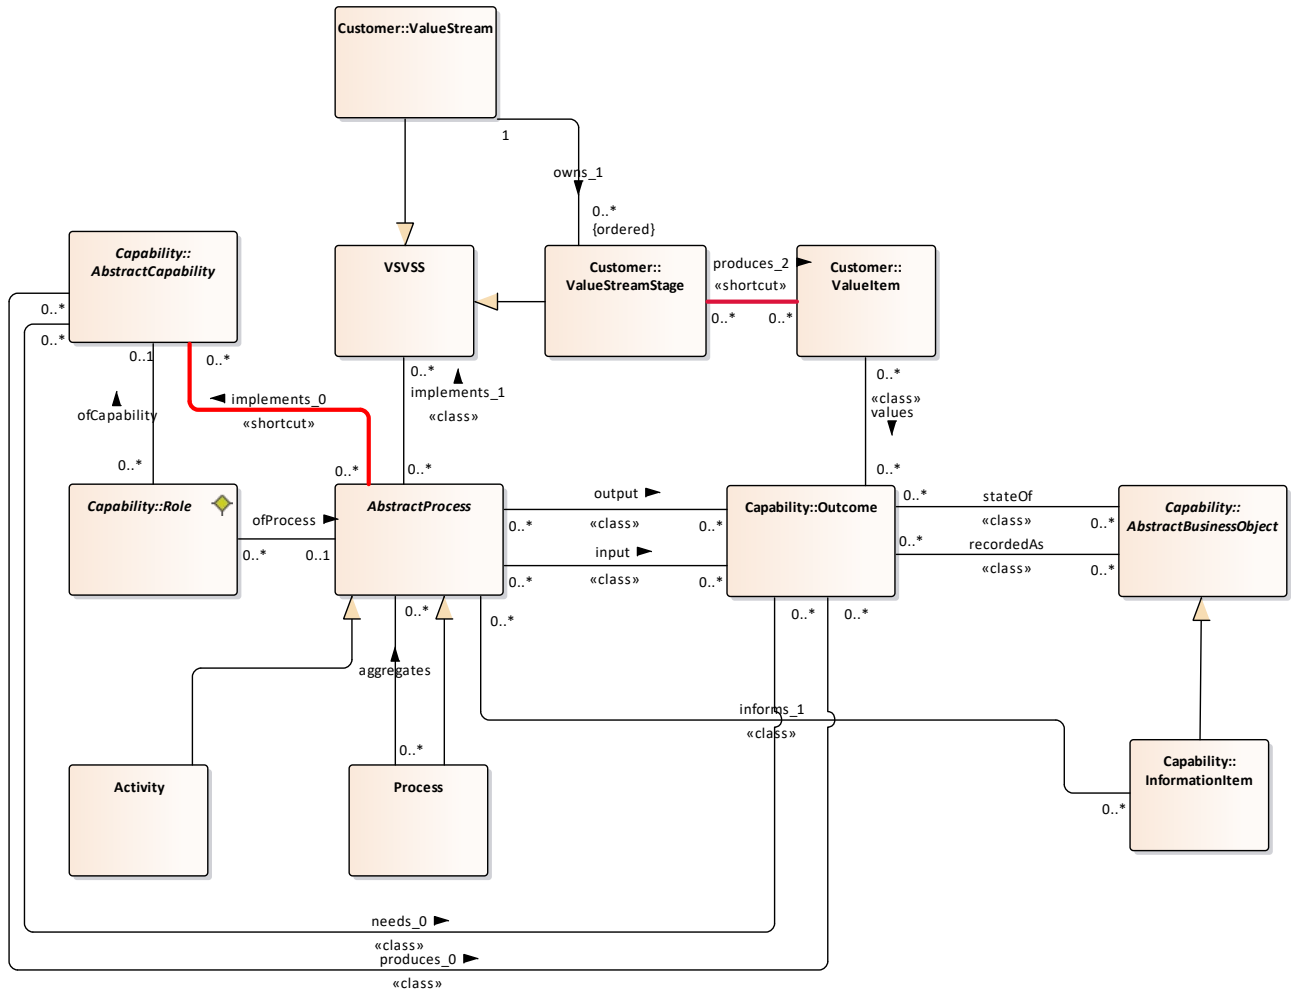 Customer::ValueStream
1
owns_1
0..*
{ordered}
Capability::
AbstractCapability
VSVSS
Customer::
ValueStreamStage
produces_2
«shortcut»
0..*
0..*
Customer::
ValueItem
0..*
0..*
0..1
0..*
0..*
implements_1
«class»
0..*
«class»
values
implements_0
«shortcut»
ofCapability
0..*
0..*
0..*
0..*
Capability::Role
ofProcess
0..*
0..1
AbstractProcess
output
«class»
0..*
0..*
input
«class»
0..*
0..*
Capability::Outcome
0..*
stateOf
«class»
0..*
0..*
recordedAs
«class»
0..*
Capability::
AbstractBusinessObject
0..*
0..*
0..*
0..*
aggregates
informs_1
«class»
0..*
Activity
Process
Capability::
InformationItem
0..*
needs_0
«class»
produces_0
«class»